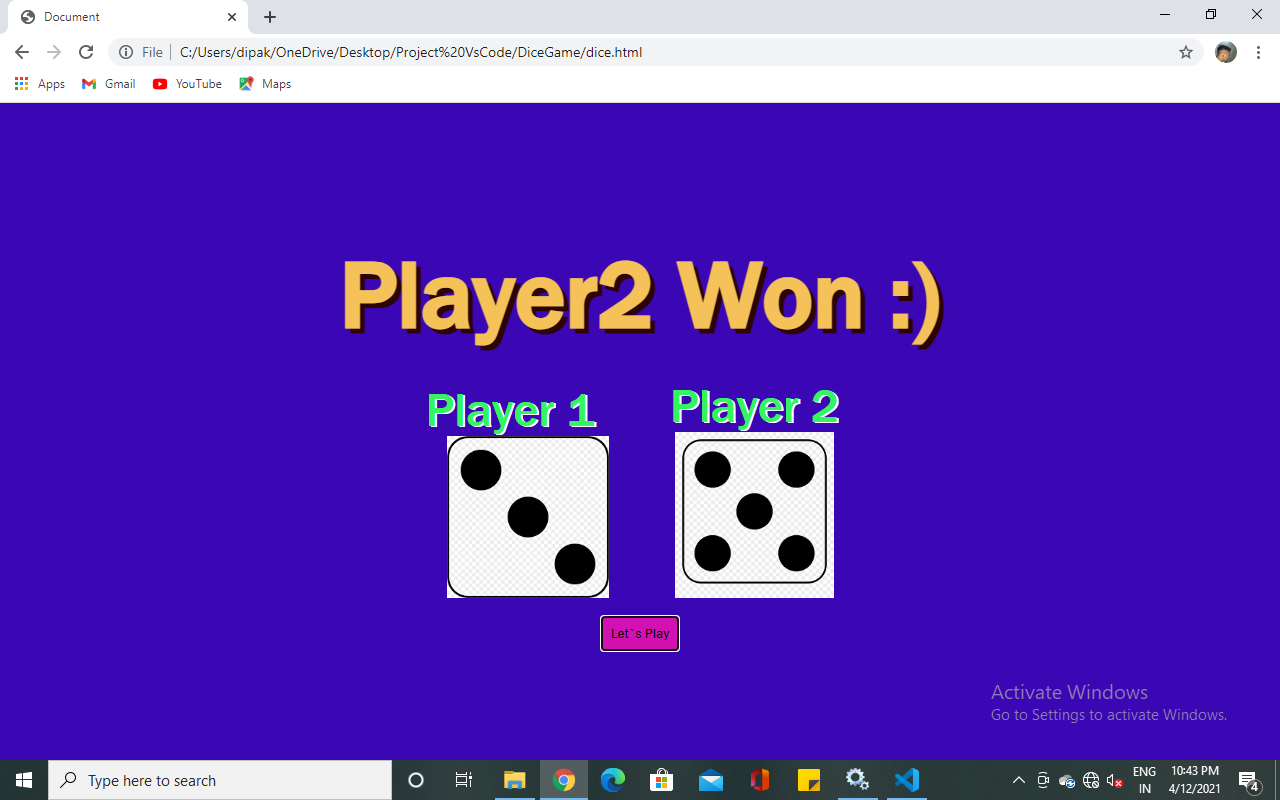 Document
File
C:/Users/dipak/OneDrive/Desktop/Project%20VsCode/DiceGame/dice.html
Apps
Gmail
YouTube
Maps
Player2 Won :)
Player 1
Player 2
Let`s Play
Activate Windows
Go to Settings to activate Windows.
Type here to search
ENG
IN
10:43 PM
4/12/2021
4